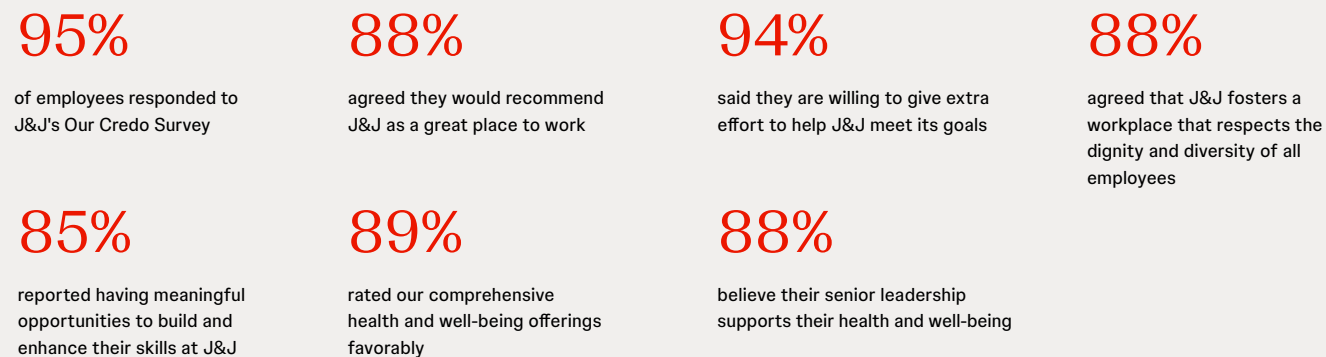 95%
of employees responded to
J&J's Our Credo Survey
88%
agreed they would recommend
J&J as a great place to work
94%
said they are willing to give extra
effort to help J&J meet its goals
88%
agreed that J&J fosters a
workplace that respects the
dignity and diversity of all
employees
85%
reported having meaningful
opportunities to build and
enhance their skills at J&J
89%
rated our comprehensive
health and well-being offerings
favorably
88%
believe their senior leadership
supports their health and well-being